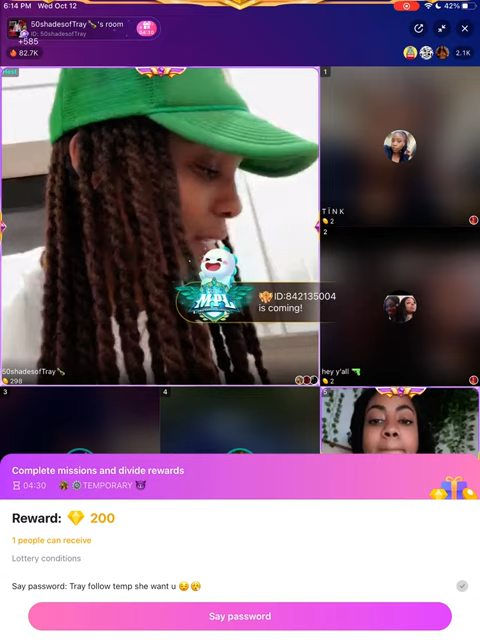 6:14 PM Wed Oct 12
42%
50shadesofTray🍾's room
ID: 50shadesofTray
04:30
+585
82.7K
2.1K
Host
1
T Ï N K
2
2
hey y'all 🔫
2
MPL
ID:842135004
is coming!
50shadesofTray🍾
298
3
4
5
Complete missions and divide rewards
04:30 TEMPORARY 😈
Reward: 200
1 people can receive
Lottery conditions
Say password: Tray follow temp she want u 😏🥱
Say password